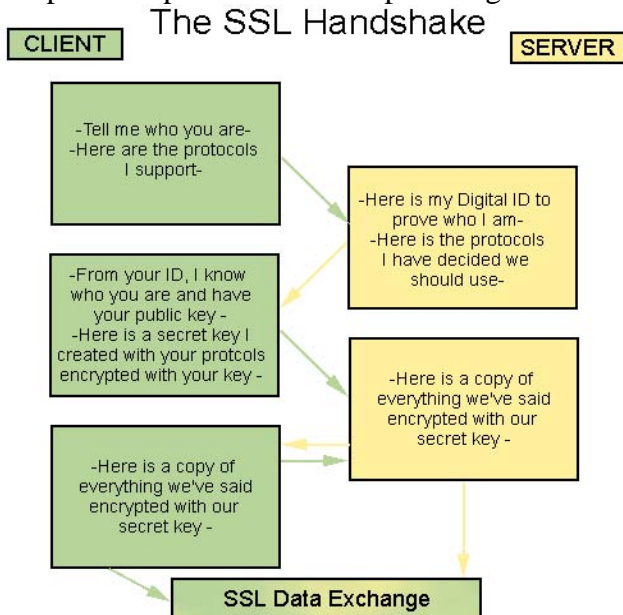 The SSL Handshake
CLIENT
SERVER
-Tell me who you are-
-Here are the protocols
I support-
-Here is my Digital ID to
prove who I am-
-Here is the protocols
I have decided we
should use-
-From your ID, I know
who you are and have
your public key -
-Here is a secret key I
created with your protcols
encrypted with your key -
-Here is a copy of
everything we've said
encrypted with our
secret key -
-Here is a copy of
everything we've said
encrypted with our
secret key -
SSL Data Exchange